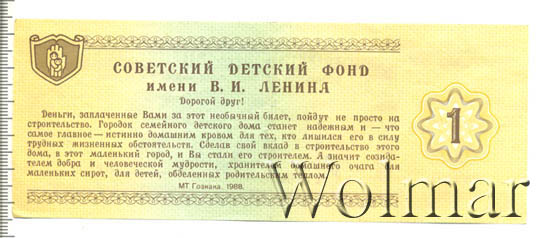 СОВЕТСКИЙ ДЕТСКИЙ ФОНД
имени В. И. ЛЕНИНА
Дорогой друг!
Деньги, заплаченные Вами за этот необычный билет, пойдут не просто на
строительство. Городок семейного детского дома станет надежным и — что
самое главное — истинно домашним кровом для тех, кто лишился его в силу
трудных жизненных обстоятельств. Сделав свой вклад в строительство этого
дома, в этот маленький город, и Вы стали его строителем. А значит созида-
телем добра и человеческой мудрости, хранителем домашнего очага для
маленьких сирот, для детей, обделенных родительским теплом.
МТ Гознака. 1988.
1
Wolmar